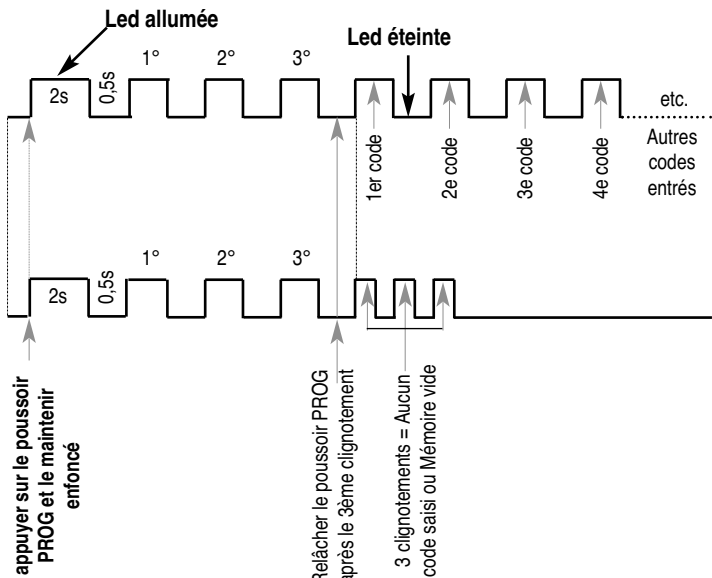 Led allumée
Led éteinte
2s
0,5s
1°
2°
3°
1er code
2e code
3e code
4e code
etc.
Autres
codes
entrés
2s
0,5s
1°
2°
3°
appuyer sur le poussoir
PROG et le maintenir
enfoncé
Relâcher le poussoir PROG
après le 3ème clignotement
3 clignotements = Aucun
code saisi ou Mémoire vide